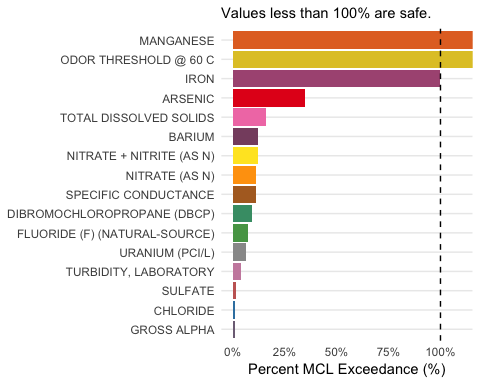 Values less than 100% are safe.
MANGANESE
ODOR THRESHOLD @ 60 C
IRON
ARSENIC
TOTAL DISSOLVED SOLIDS
BARIUM
NITRATE + NITRITE (AS N)
NITRATE (AS N)
SPECIFIC CONDUCTANCE
DIBROMOCHLOROPROPANE (DBCP)
FLUORIDE (F) (NATURAL-SOURCE)
URANIUM (PCI/L)
TURBIDITY, LABORATORY
SULFATE
CHLORIDE
GROSS ALPHA
0% 25% 50% 75% 100%
Percent MCL Exceedance (%)